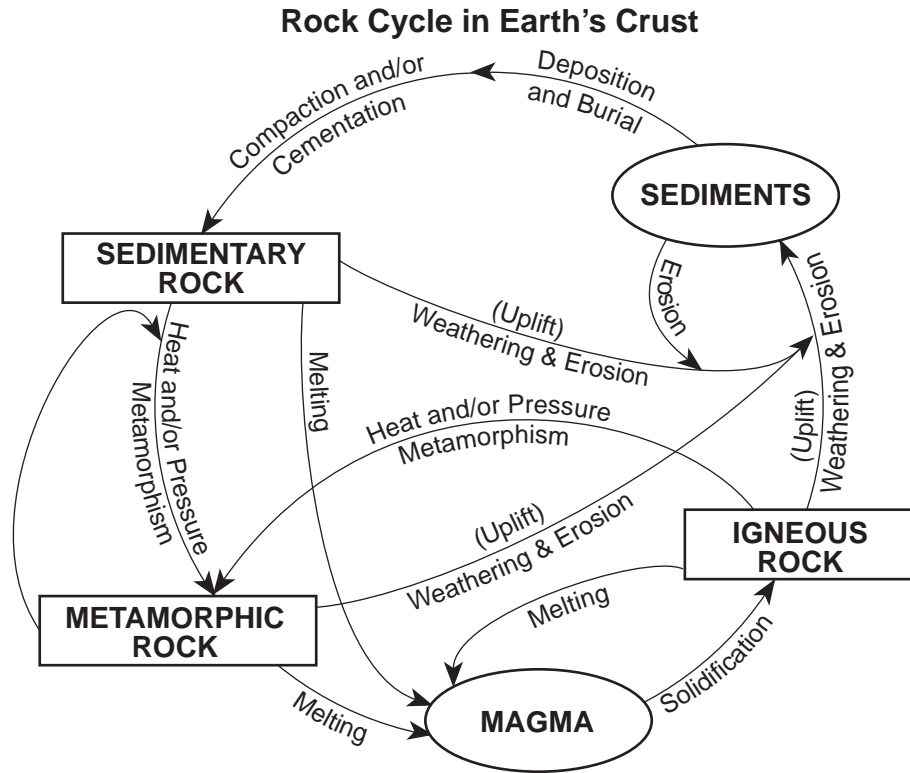 Rock Cycle in Earth's Crust
Deposition
and Burial
Compaction and/or
Cementation
SEDIMENTS
SEDIMENTARY
ROCK
Erosion
(Uplift)
Weathering & Erosion
(Uplift)
Weathering & Erosion
Heat and/or Pressure
Metamorphism
Melting
Heat and/or Pressure
Metamorphism
(Uplift)
Weathering & Erosion
IGNEOUS
ROCK
METAMORPHIC
ROCK
Melting
Melting
MAGMA
Solidification